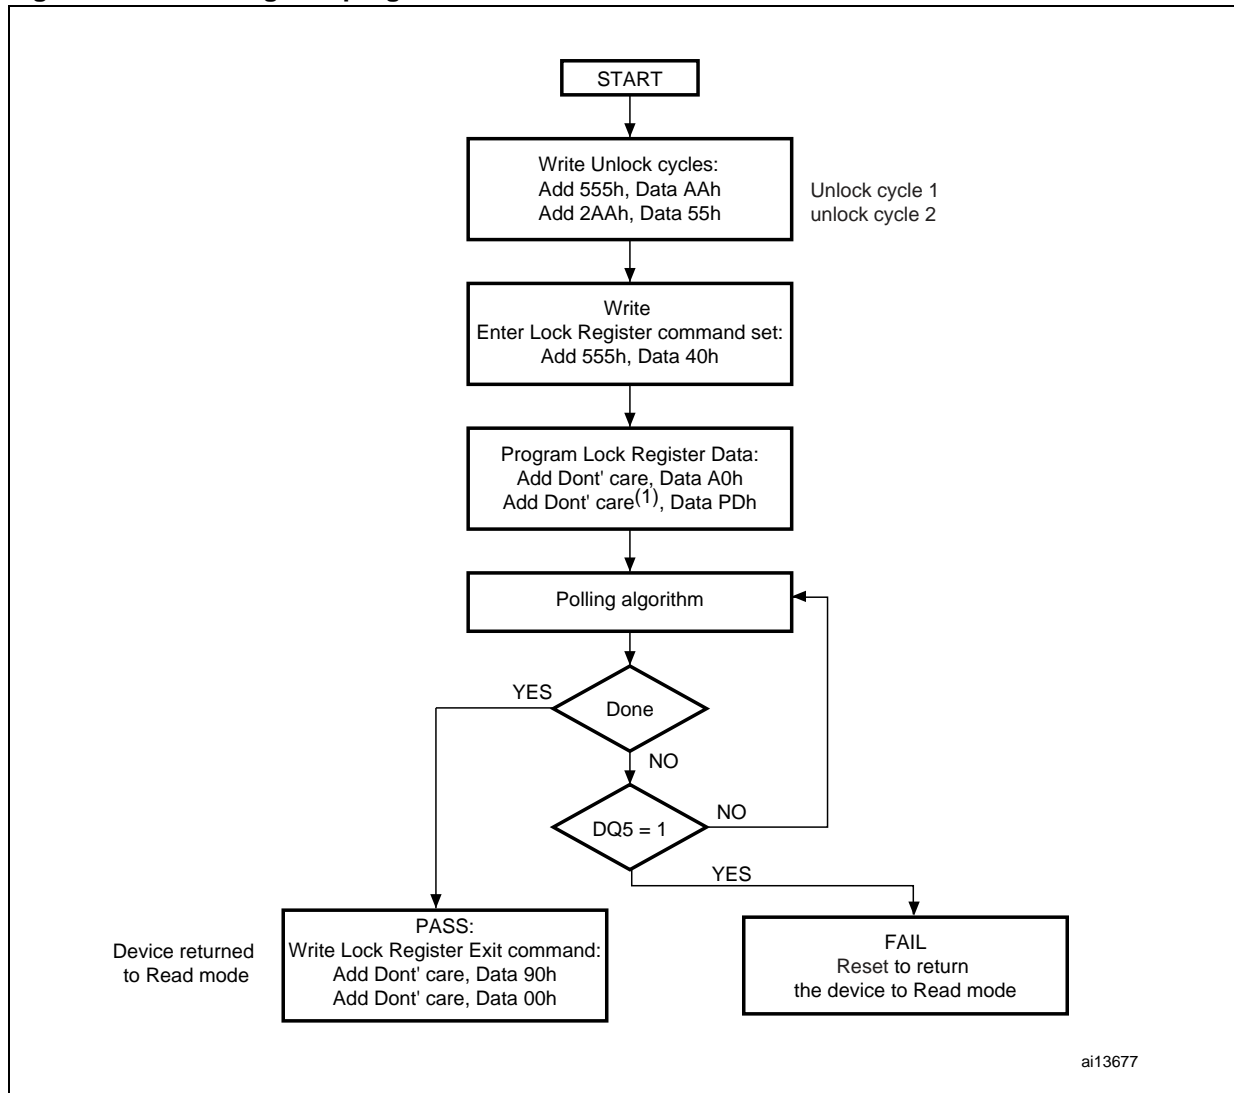 START
Write Unlock cycles:
Add 555h, Data AAh
Add 2AAh, Data 55h
Unlock cycle 1
unlock cycle 2
Write
Enter Lock Register command set:
Add 555h, Data 40h
Program Lock Register Data:
Add Dont' care, Data A0h
Add Dont' care(1), Data PDh
Polling algorithm
YES
Done
NO
DQ5 = 1
NO
YES
Device returned
to Read mode
PASS:
Write Lock Register Exit command:
Add Dont' care, Data 90h
Add Dont' care, Data 00h
FAIL
Reset to return
the device to Read mode
ai13677